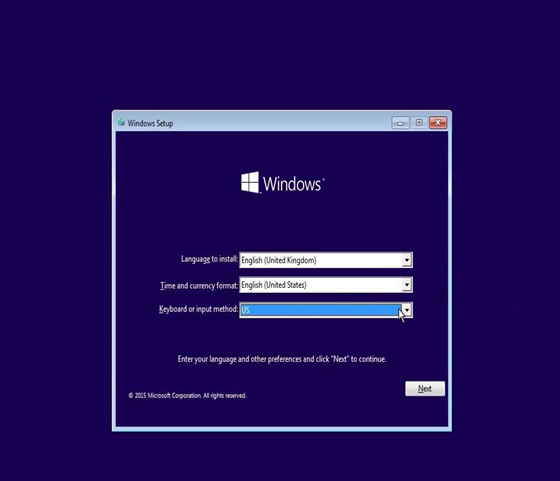 Windows Setup
Windows
Language to install: English (United Kingdom)
Time and currency format: English (United States)
Keyboard or input method: US
Enter your language and other preferences and click "Next" to continue.
Next
© 2015 Microsoft Corporation. All rights reserved.